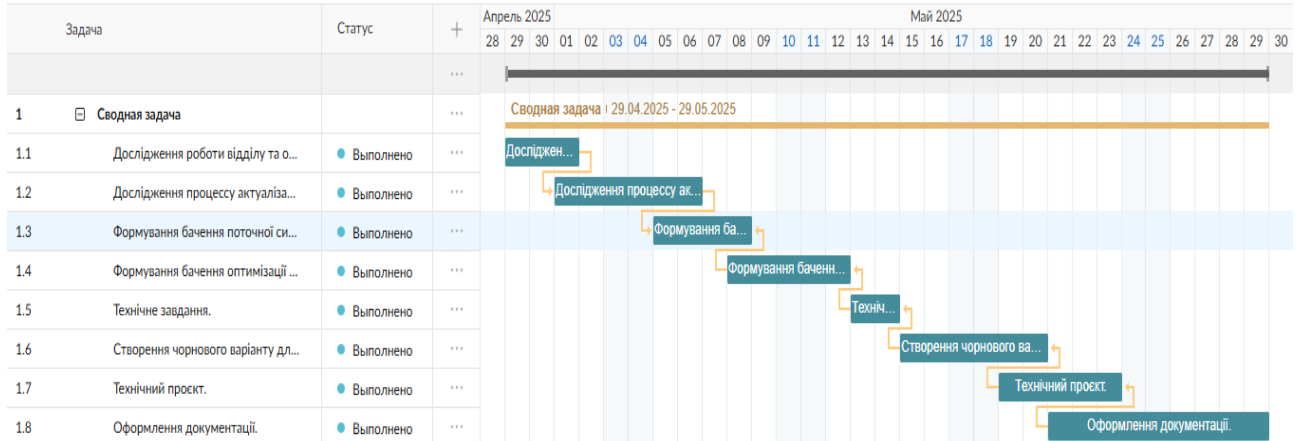 Апрель 2025 Май 2025
Задача Статус +
28 29 30 01 02 03 04 05 06 07 08 09 10 11 12 13 14 15 16 17 18 19 20 21 22 23 24 25 26 27 28 29 30
1 Сводная задача Сводная задача 29.04.2025 - 29.05.2025
1.1 Дослідження роботи відділу та о... Выполнено Досліджен...
1.2 Дослідження процессу актуаліза... Выполнено Дослідження процессу ак...
1.3 Формування бачення поточної си... Выполнено Формування ба...
1.4 Формування бачення оптимізації ... Выполнено Формування баченн...
1.5 Технічне завдання. Выполнено Техніч...
1.6 Створення чорнового варіанту дл... Выполнено Створення чорнового ва...
1.7 Технічний проєкт. Выполнено Технічний проєкт.
1.8 Оформлення документації. Выполнено Оформлення документації.